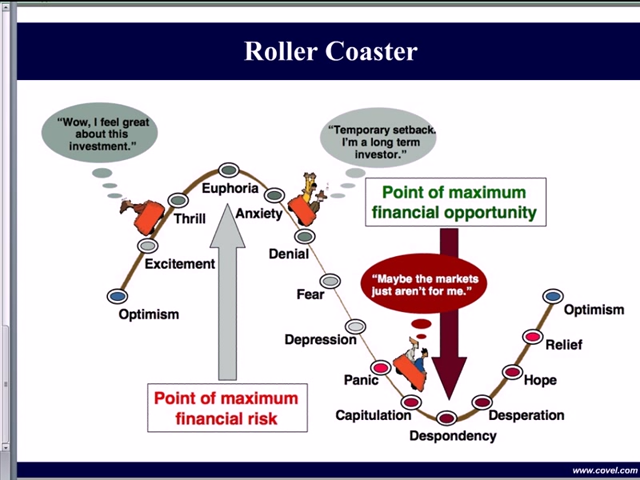 Roller Coaster
“Wow, I feel great
about this
investment.”
“Temporary setback.
I’m a long term
investor.”
Euphoria
Point of maximum
financial opportunity
Thrill
Anxiety
Denial
Excitement
“Maybe the markets
just aren’t for me.”
Fear
Optimism
Optimism
Depression
Relief
Panic
Hope
Point of maximum
financial risk
Capitulation
Desperation
Despondency
www.covel.com